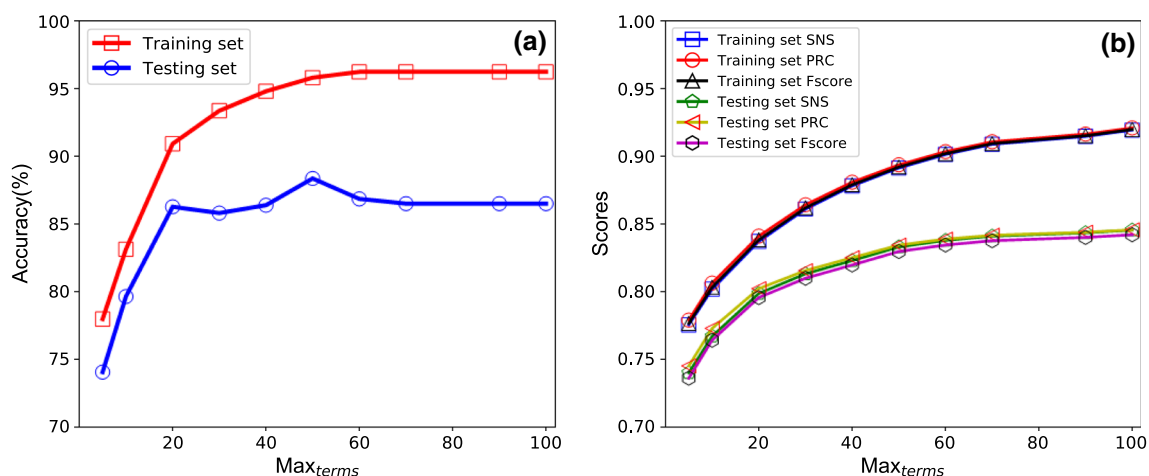 (a)
Training set
Testing set
100
95
90
85
80
75
70
Accuracy(%)
20
40
60
80
100
Max_terms
(b)
Training set SNS
Training set PRC
Training set Fscore
Testing set SNS
Testing set PRC
Testing set Fscore
1.00
0.95
0.90
0.85
0.80
0.75
0.70
Scores
20
40
60
80
100
Max_terms